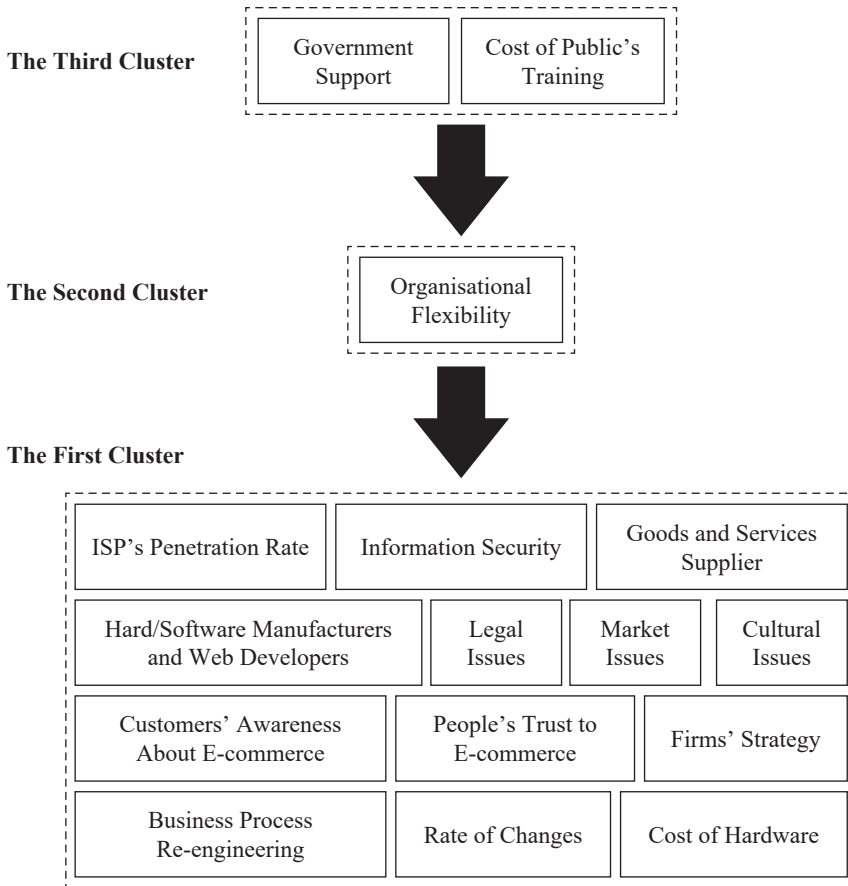 The Third Cluster
Government
Support
Cost of Public’s
Training
The Second Cluster
Organisational
Flexibility
The First Cluster
ISP’s Penetration Rate
Information Security
Goods and Services
Supplier
Hard/Software Manufacturers
and Web Developers
Legal
Issues
Market
Issues
Cultural
Issues
Customers’ Awareness
About E-commerce
People’s Trust to
E-commerce
Firms’ Strategy
Business Process
Re-engineering
Rate of Changes
Cost of Hardware